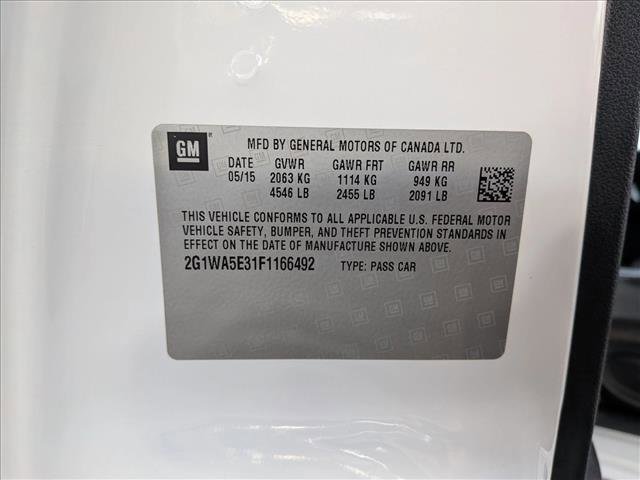 GM MFD BY GENERAL MOTORS OF CANADA LTD.
DATE GVWR GAWR FRT GAWR RR
05/15 2063 KG 1114 KG 949 KG
4546 LB 2455 LB 2091 LB
THIS VEHICLE CONFORMS TO ALL APPLICABLE U.S. FEDERAL MOTOR
VEHICLE SAFETY, BUMPER, AND THEFT PREVENTION STANDARDS IN
EFFECT ON THE DATE OF MANUFACTURE SHOWN ABOVE.
2G1WA5E31F1166492 TYPE: PASS CAR